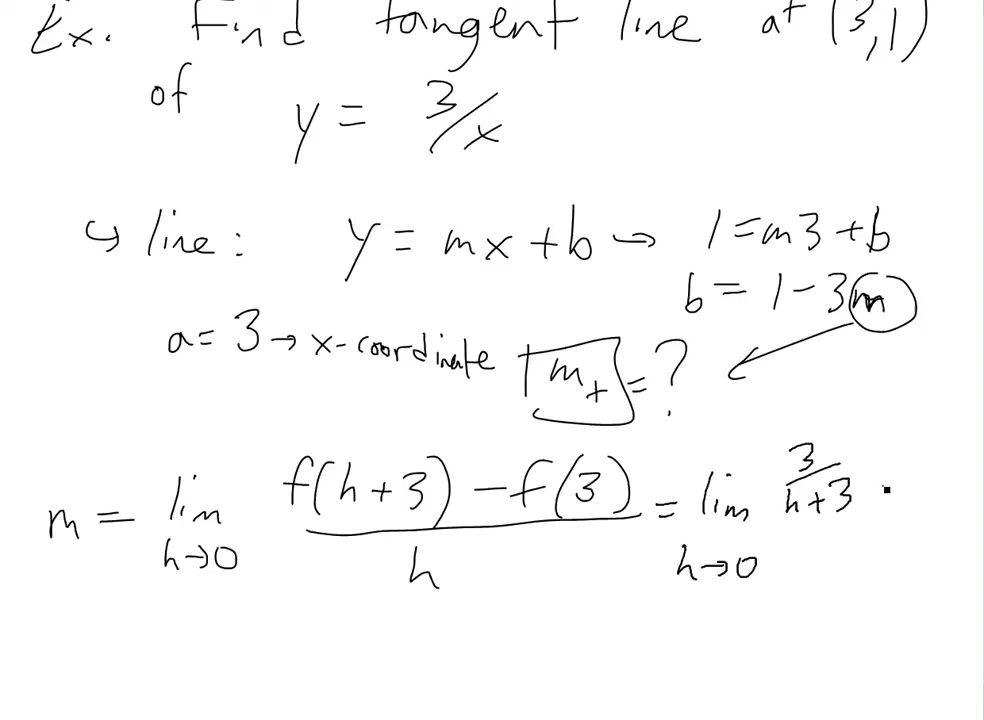 Ex. Find tangent line at (3,1)
of y = 3/x
↪ line: y = mx + b → 1 = m3 + b
b = 1 - 3m
a = 3 → x-coordinate m_t = ?
m = lim h→0 (f(h+3) - f(3))/h = lim h→0 3/(h+3)